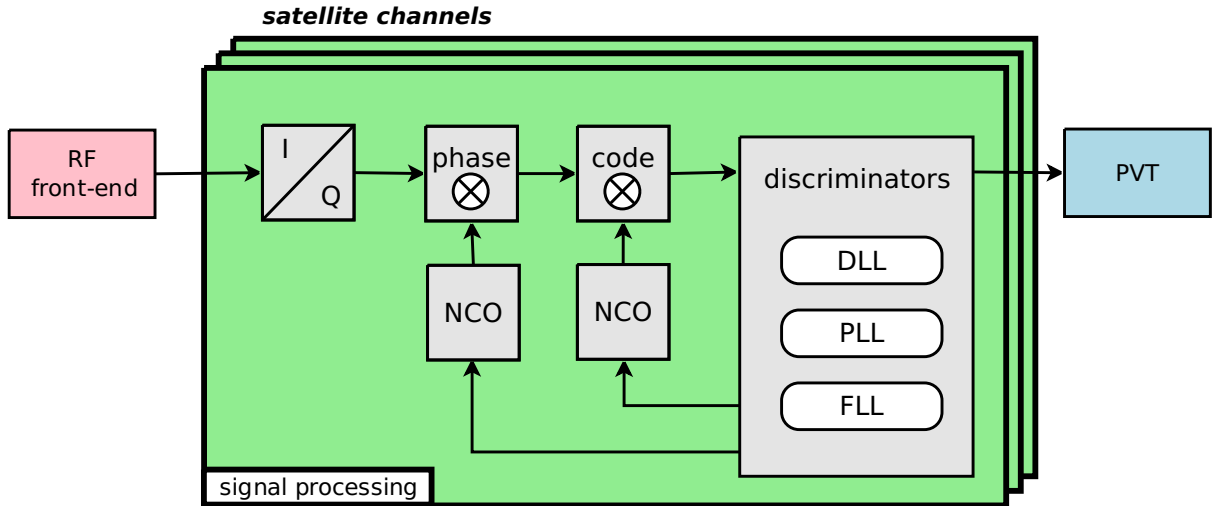 satellite channels
RF
front-end
I
Q
phase
code
discriminators
PVT
NCO
NCO
DLL
PLL
FLL
signal processing